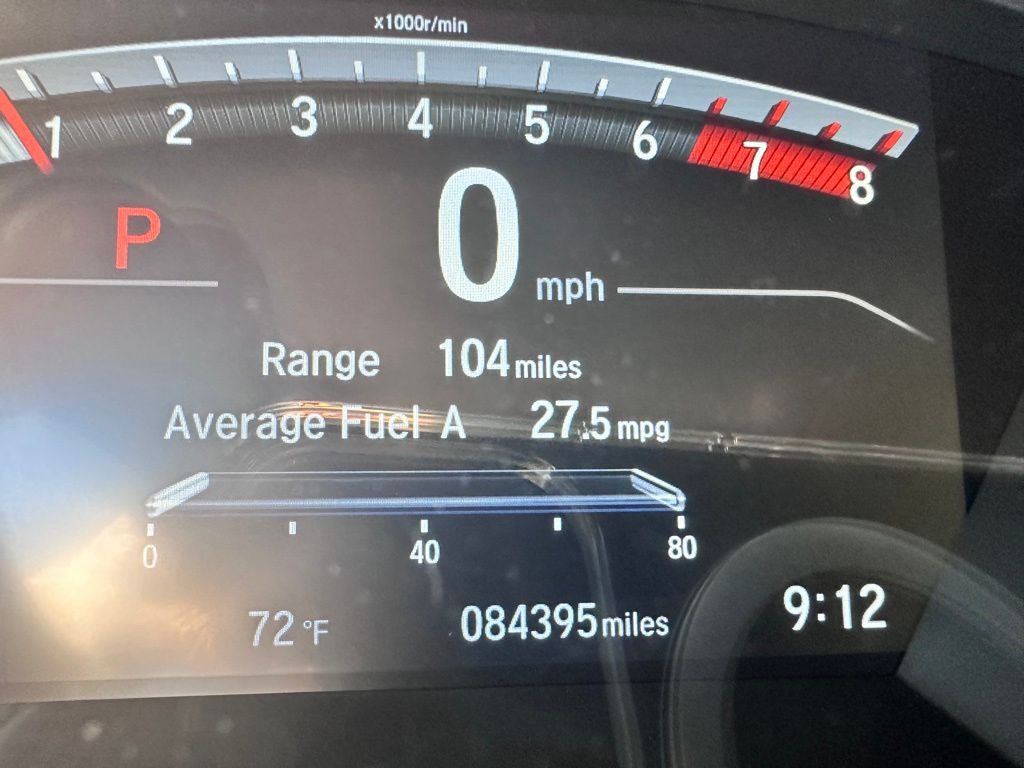 x1000r/min
1 2 3 4 5 6 7 8
P
0 mph
Range 104 miles
Average Fuel A 27.5 mpg
0 40 80
72 °F 084395 miles 9:12